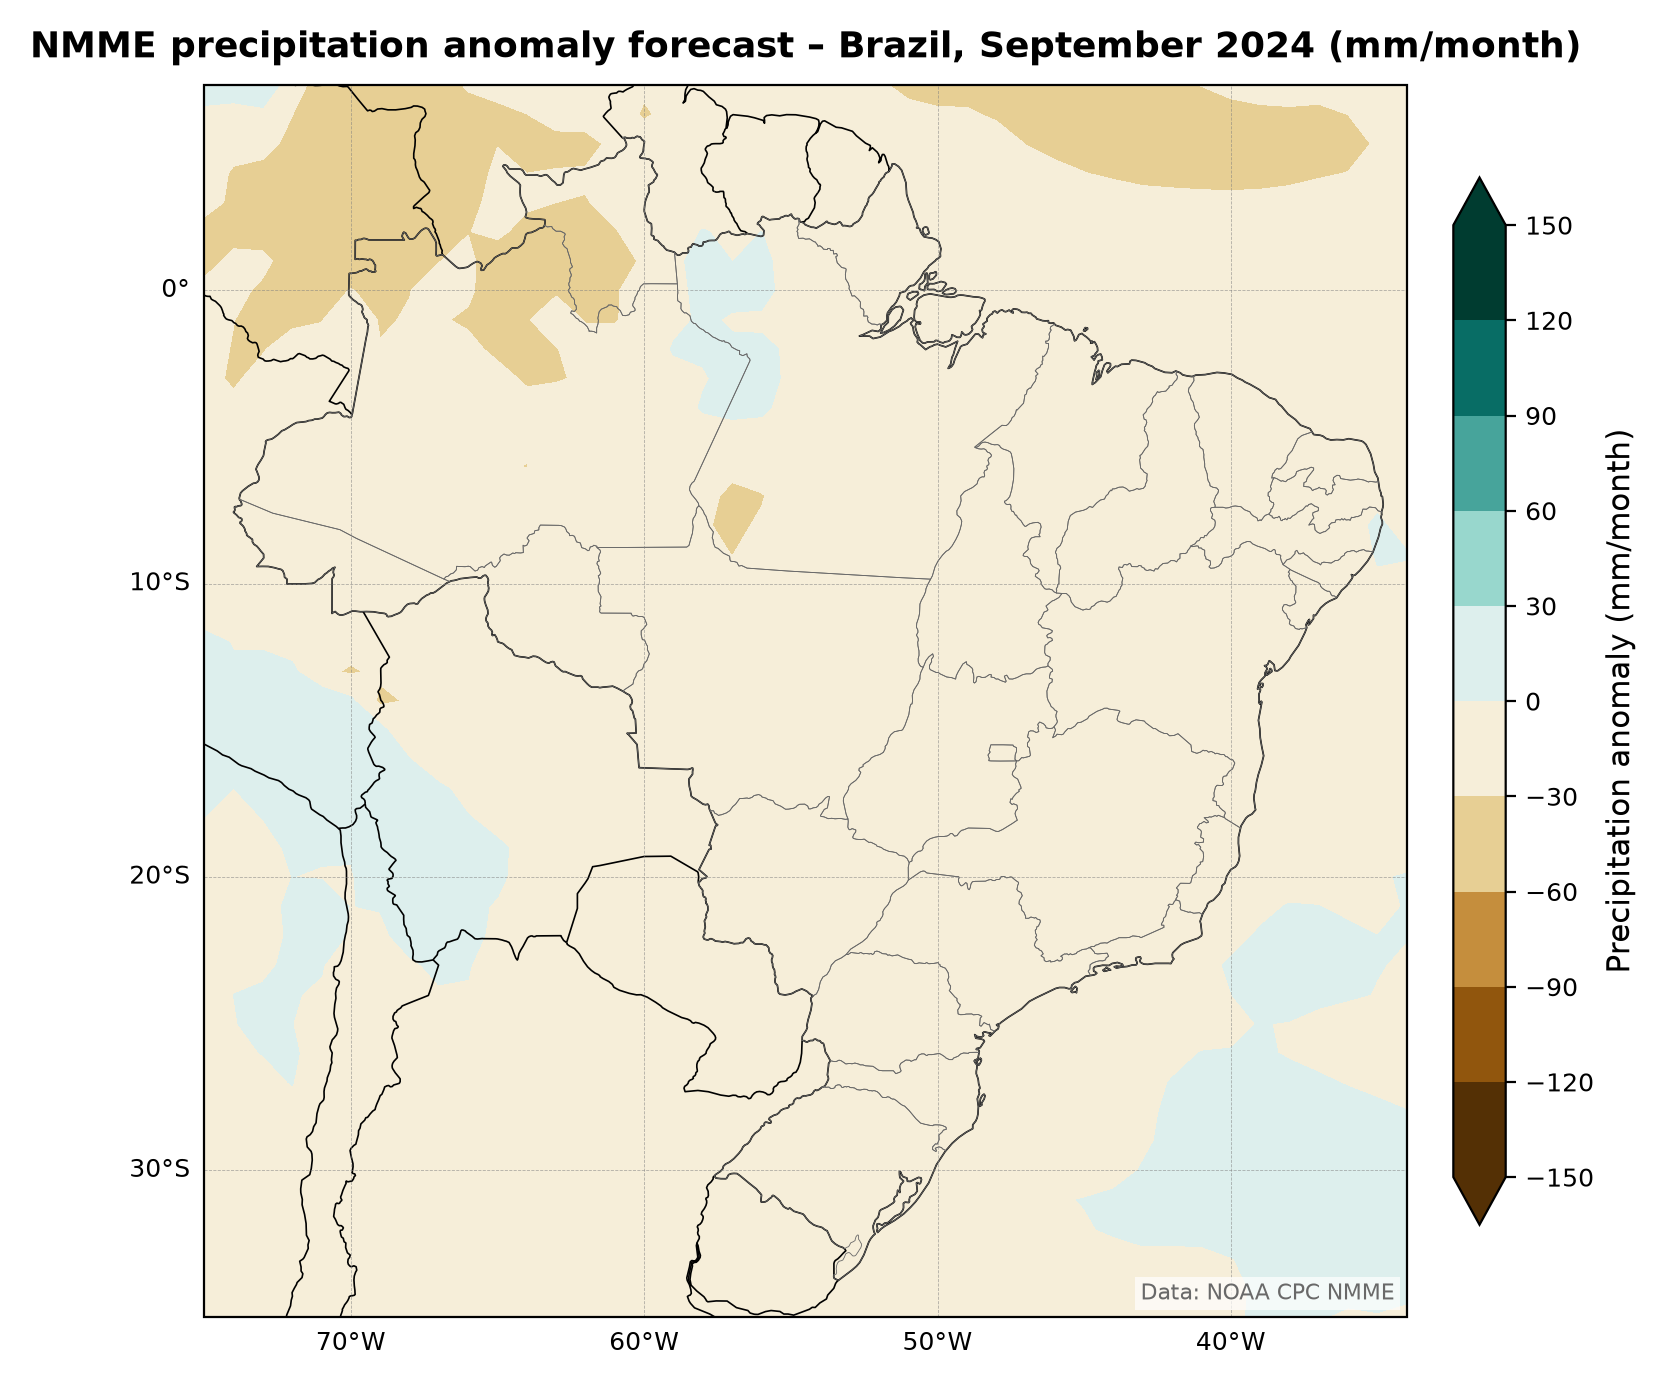 NMME precipitation anomaly forecast – Brazil, September 2024 (mm/month)
0°
10°S
20°S
30°S
70°W
60°W
50°W
40°W
150
120
90
60
30
0
−30
−60
−90
−120
−150
Precipitation anomaly (mm/month)
Data: NOAA CPC NMME